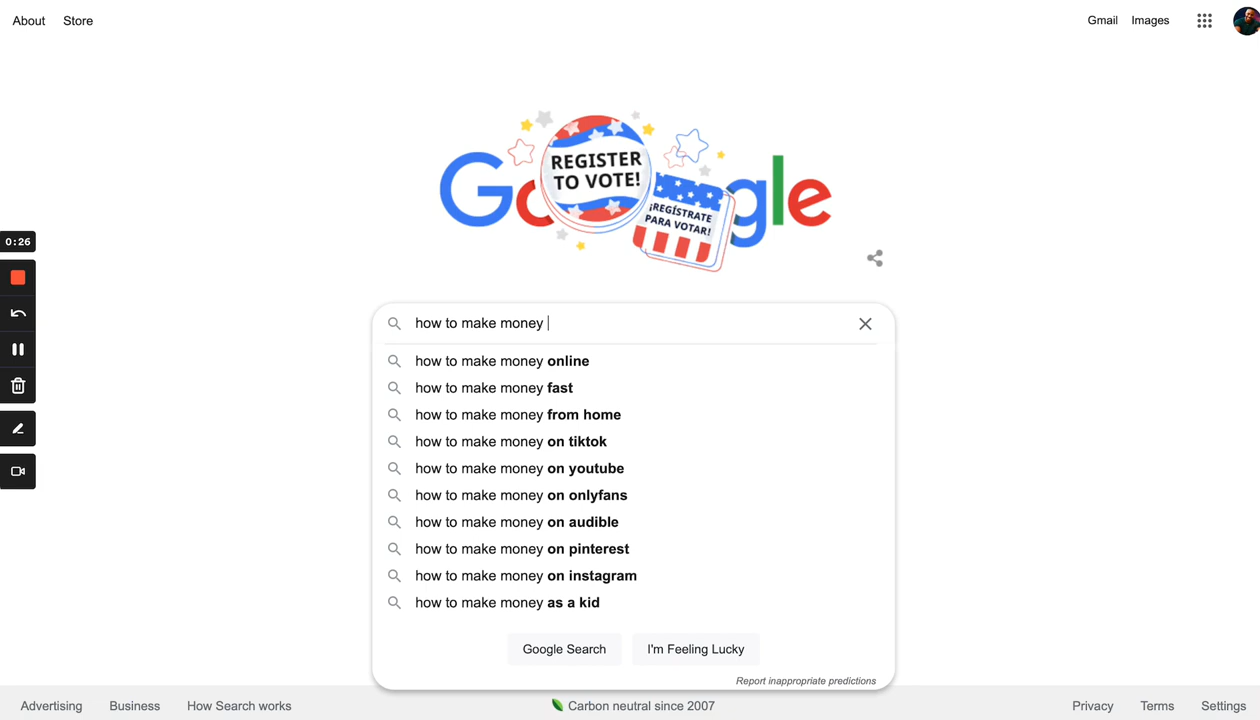 About Store
Gmail Images
Google
REGISTER
TO VOTE!
¡REGÍSTRATE
PARA VOTAR!
0:26
how to make money
how to make money online
how to make money fast
how to make money from home
how to make money on tiktok
how to make money on youtube
how to make money on onlyfans
how to make money on audible
how to make money on pinterest
how to make money on instagram
how to make money as a kid
Google Search I'm Feeling Lucky
Report inappropriate predictions
Advertising Business How Search works Carbon neutral since 2007 Privacy Terms Settings